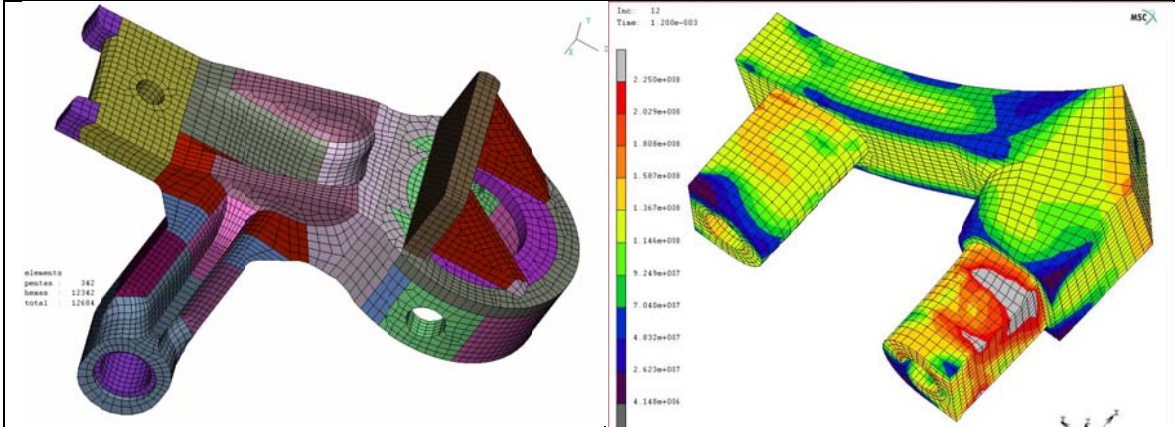 Y
X
Z
elements
pentas : 342
hexas : 12342
total : 12684
Inc: 12
Time: 1.200e-003
MSC
2.250e+008
2.029e+008
1.808e+008
1.587e+008
1.367e+008
1.146e+008
9.249e+007
7.040e+007
4.832e+007
2.623e+007
4.148e+006
Z
X